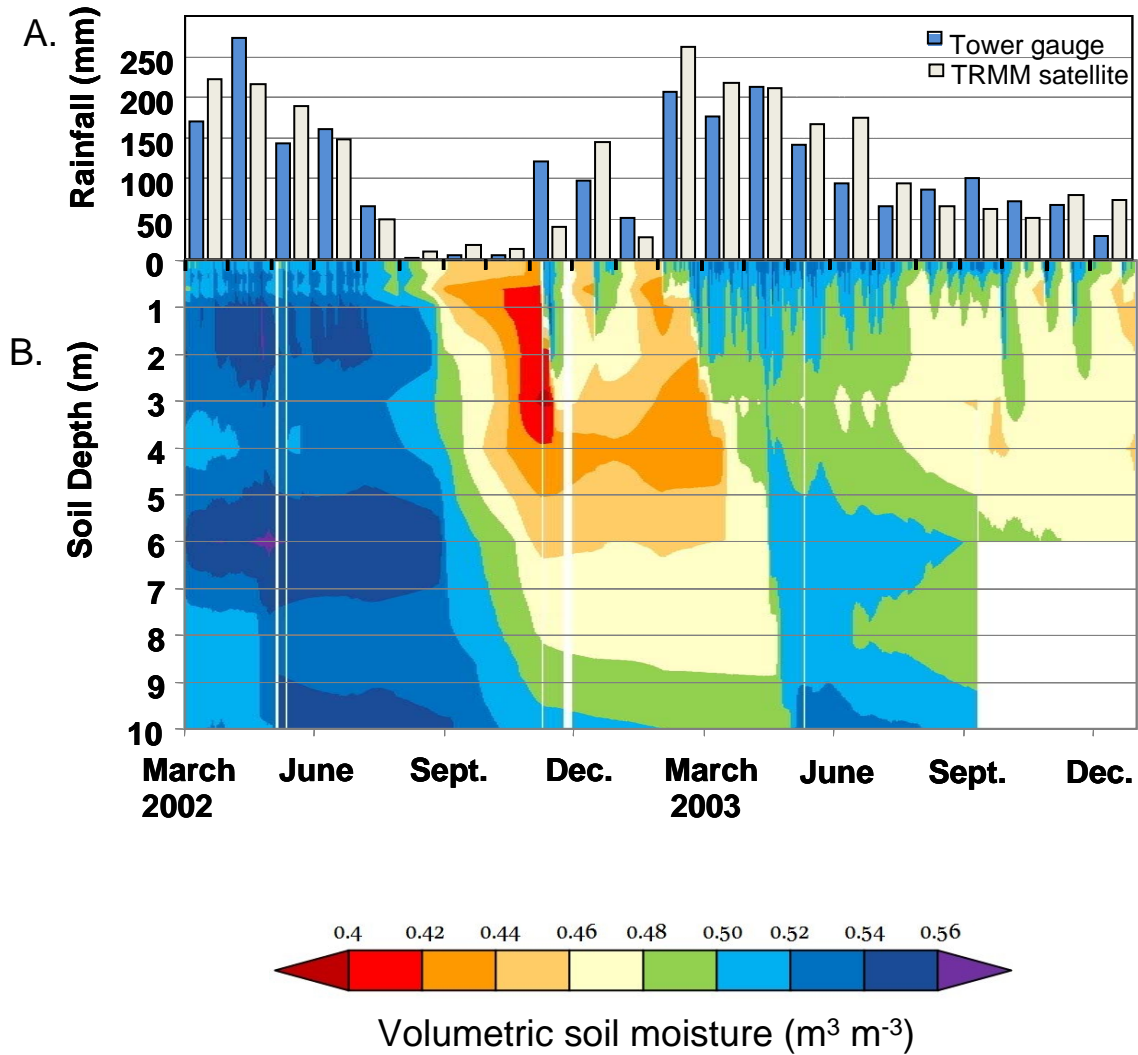 A.
Rainfall (mm)
250
200
150
100
50
0
Tower gauge
TRMM satellite
B.
Soil Depth (m)
1
2
3
4
5
6
7
8
9
10
March June Sept. Dec. March June Sept. Dec.
2002 2003
0.4 0.42 0.44 0.46 0.48 0.50 0.52 0.54 0.56
Volumetric soil moisture (m³ m⁻³)